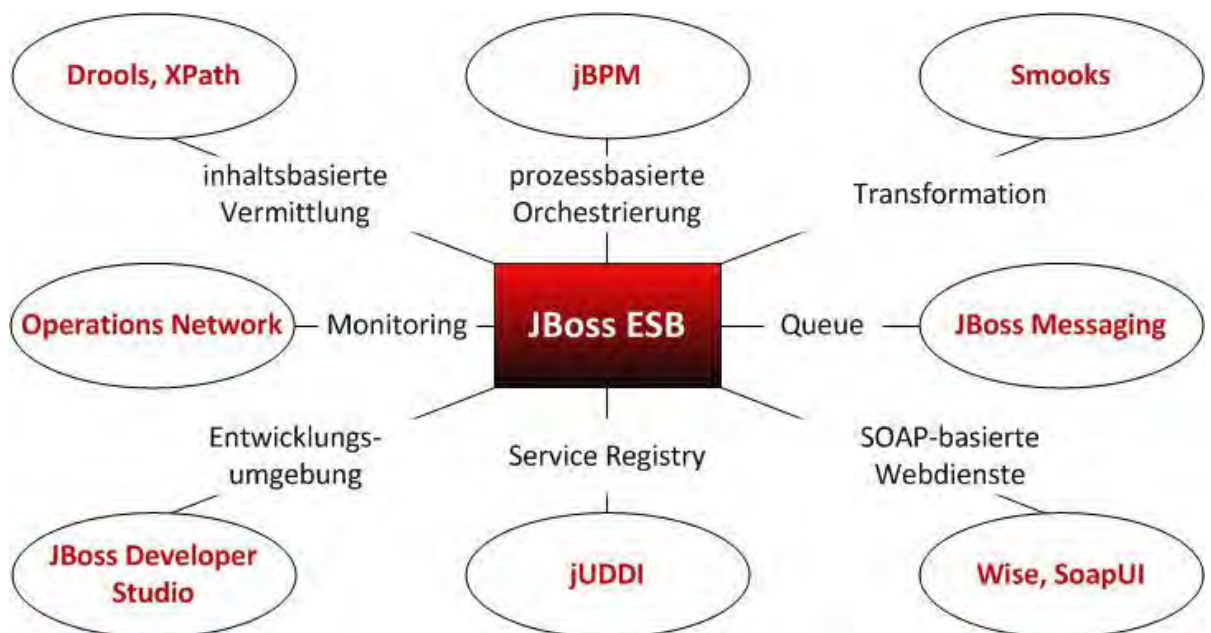 Drools, XPath
jBPM
Smooks
inhaltsbasierte
Vermittlung
prozessbasierte
Orchestrierung
Transformation
Operations Network
Monitoring
JBoss ESB
Queue
JBoss Messaging
Entwicklungs-
umgebung
Service Registry
SOAP-basierte
Webdienste
JBoss Developer
Studio
jUDDI
Wise, SoapUI